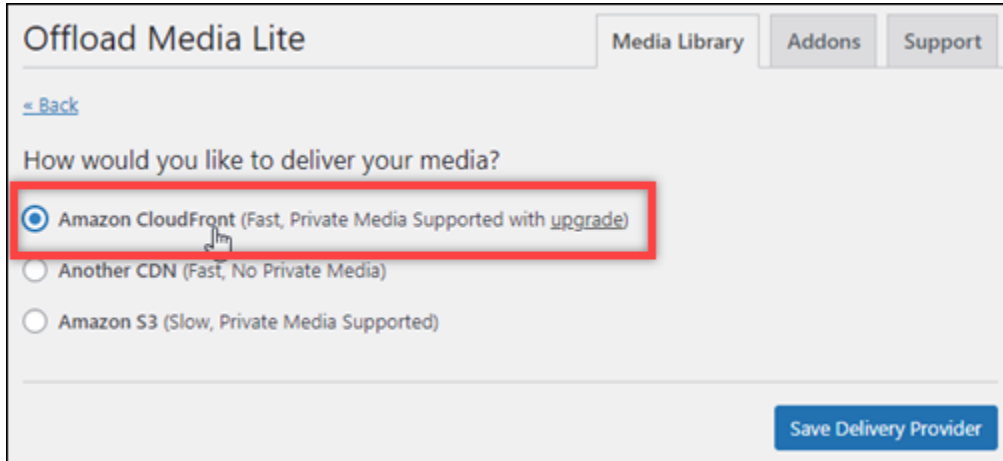 Offload Media Lite
Media Library
Addons
Support
« Back
How would you like to deliver your media?
Amazon CloudFront (Fast, Private Media Supported with upgrade)
Another CDN (Fast, No Private Media)
Amazon S3 (Slow, Private Media Supported)
Save Delivery Provider